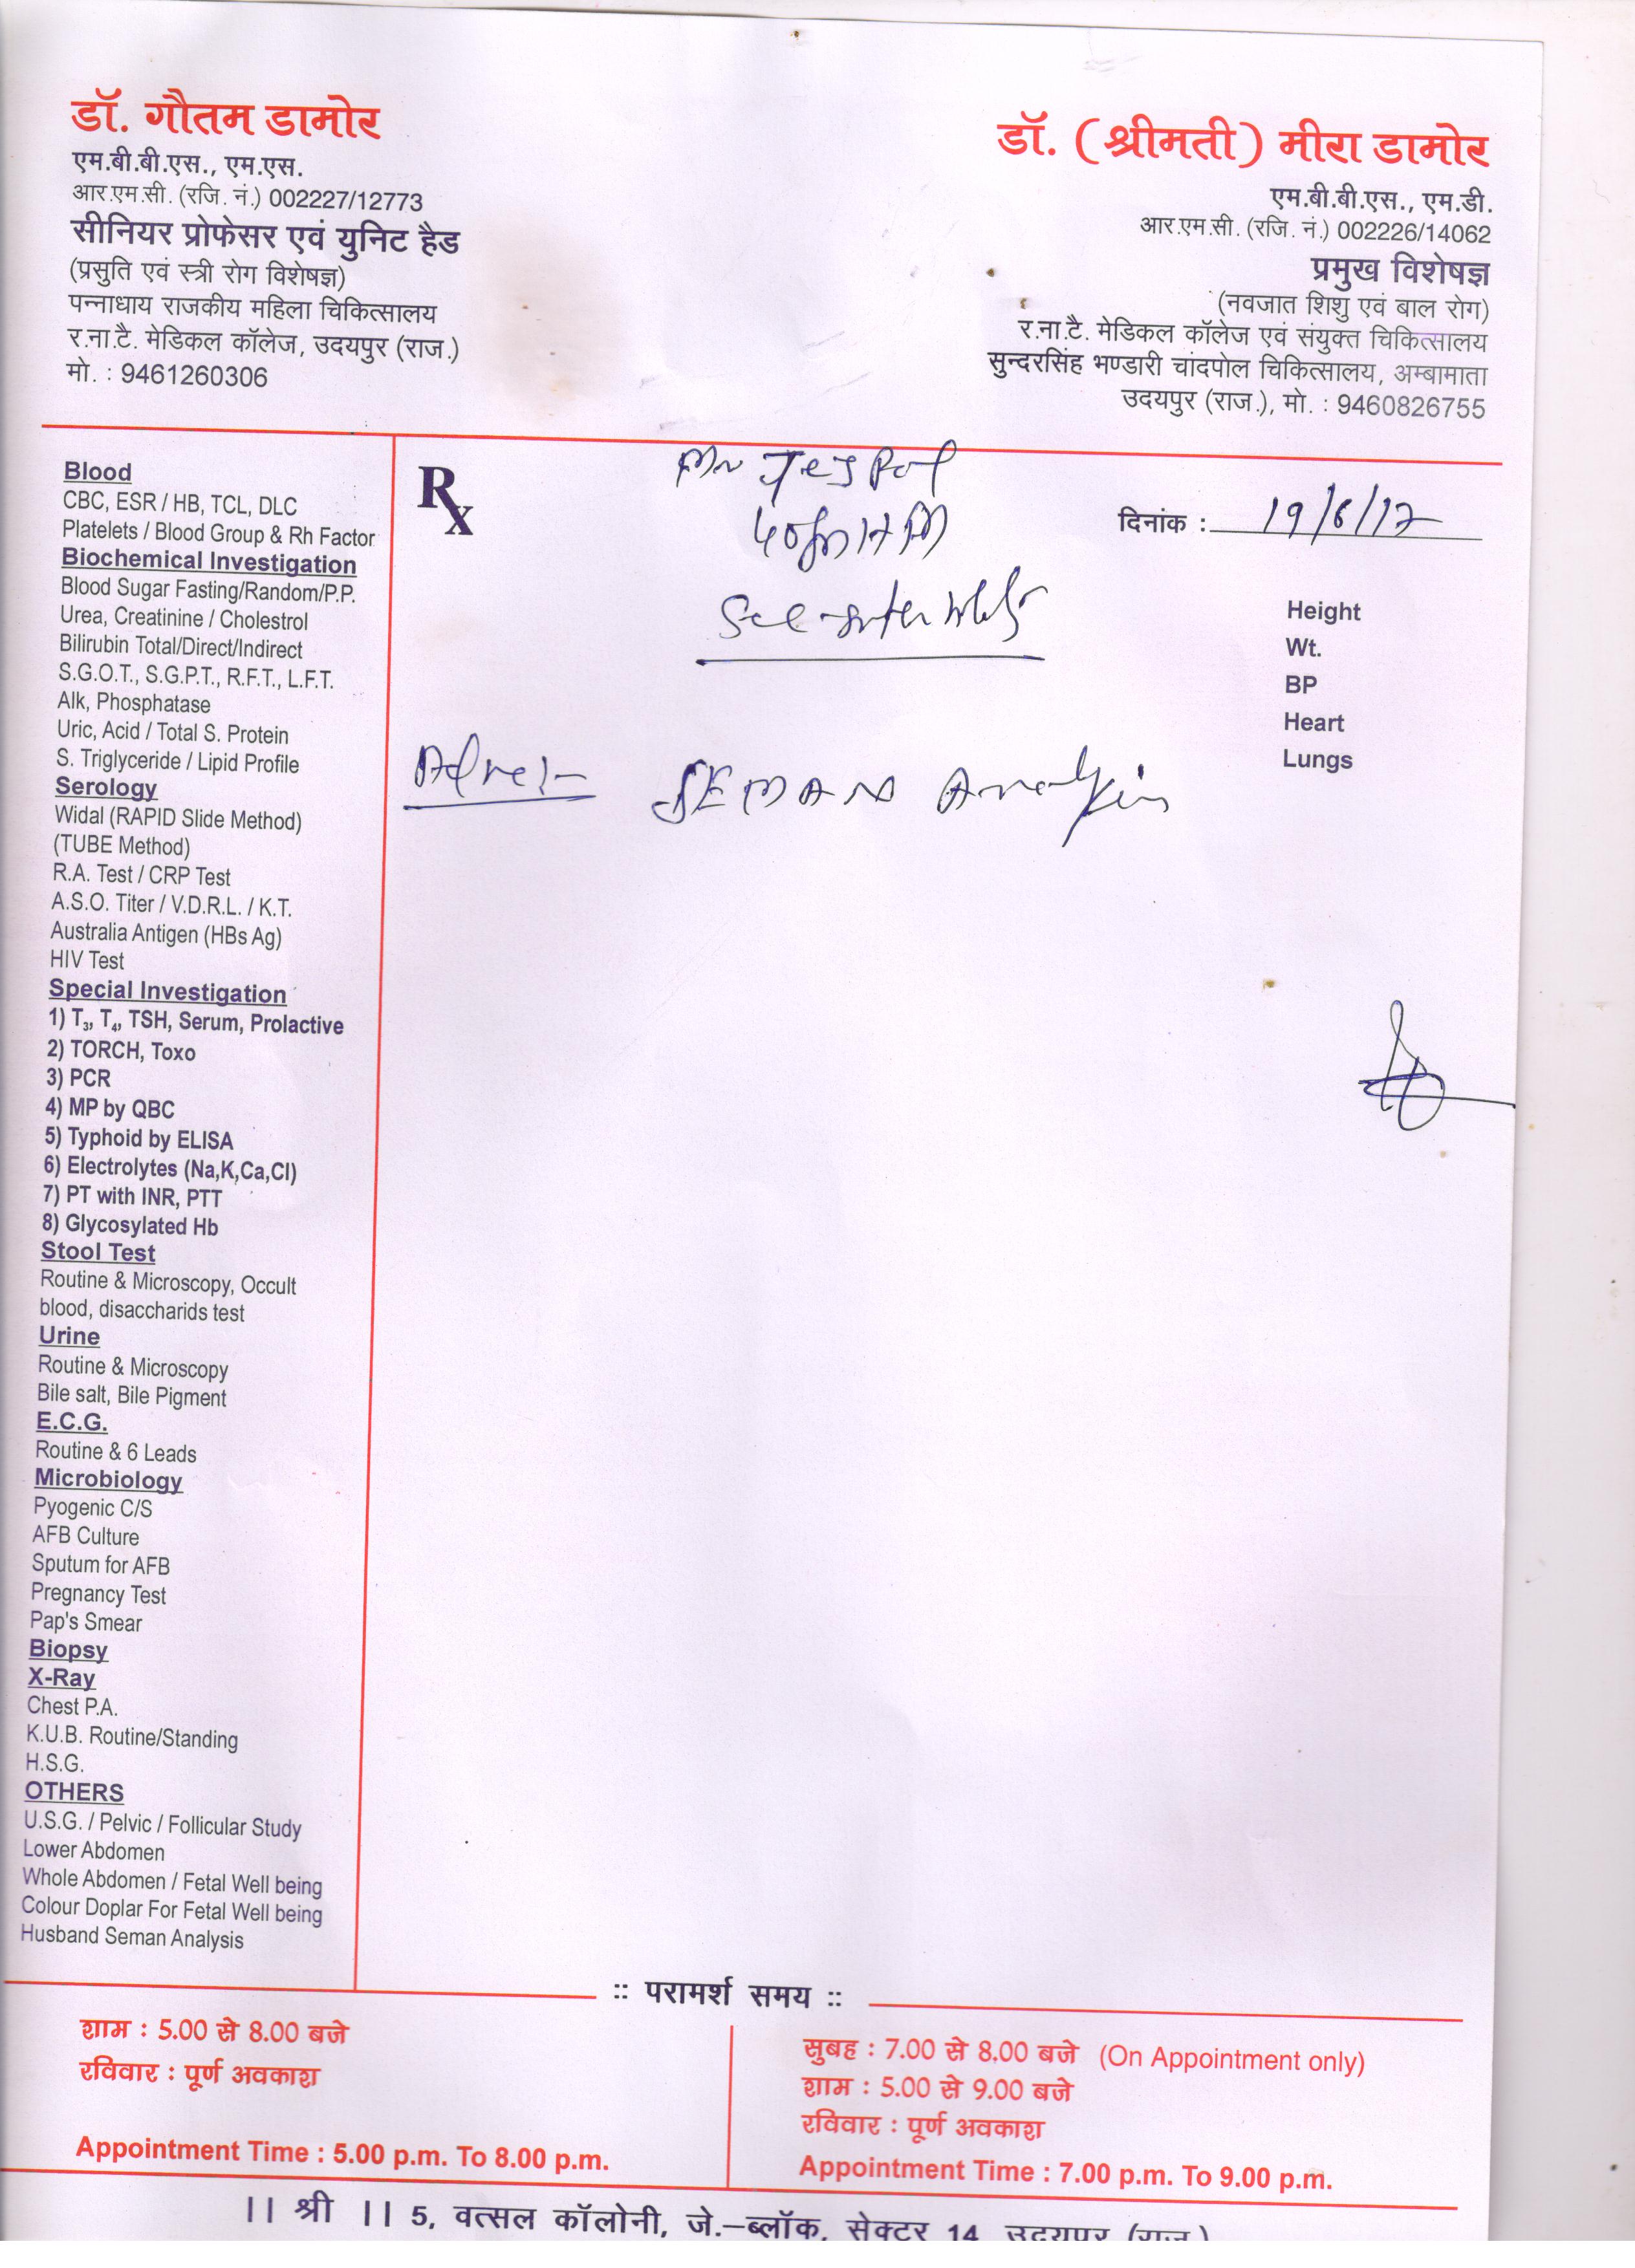 डॉ. गौतम डामोर
एम.बी.बी.एस., एम.एस.
आर.एम.सी. (रजि. नं.) 002227/12773
सीनियर प्रोफेसर एवं युनिट हैड
(प्रसुति एवं स्त्री रोग विशेषज्ञ)
पन्नाधाय राजकीय महिला चिकित्सालय
र.ना.टै. मेडिकल कॉलेज, उदयपुर (राज.)
मो. : 9461260306
डॉ. (श्रीमती) मीरा डामोर
एम.बी.बी.एस., एम.डी.
आर.एम.सी. (रजि. नं.) 002226/14062
प्रमुख विशेषज्ञ
(नवजात शिशु एवं बाल रोग)
र.ना.टै. मेडिकल कॉलेज एवं संयुक्त चिकित्सालय
सुन्दरसिंह भण्डारी चांदपोल चिकित्सालय, अम्बामाता
उदयपुर (राज.), मो. : 9460826755
Blood
CBC, ESR / HB, TCL, DLC
Platelets / Blood Group & Rh Factor
Biochemical Investigation
Blood Sugar Fasting/Random/P.P.
Urea, Creatinine / Cholestrol
Bilirubin Total/Direct/Indirect
S.G.O.T., S.G.P.T., R.F.T., L.F.T.
Alk, Phosphatase
Uric, Acid / Total S. Protein
S. Triglyceride / Lipid Profile
Serology
Widal (RAPID Slide Method)
(TUBE Method)
R.A. Test / CRP Test
A.S.O. Titer / V.D.R.L. / K.T.
Australia Antigen (HBs Ag)
HIV Test
Special Investigation
1) T3, T4, TSH, Serum, Prolactive
2) TORCH, Toxo
3) PCR
4) MP by QBC
5) Typhoid by ELISA
6) Electrolytes (Na,K,Ca,Cl)
7) PT with INR, PTT
8) Glycosylated Hb
Stool Test
Routine & Microscopy, Occult
blood, disaccharids test
Urine
Routine & Microscopy
Bile salt, Bile Pigment
E.C.G.
Routine & 6 Leads
Microbiology
Pyogenic C/S
AFB Culture
Sputum for AFB
Pregnancy Test
Pap's Smear
Biopsy
X-Ray
Chest P.A.
K.U.B. Routine/Standing
H.S.G.
OTHERS
U.S.G. / Pelvic / Follicular Study
Lower Abdomen
Whole Abdomen / Fetal Well being
Colour Doplar For Fetal Well being
Husband Seman Analysis
Rx
दिनांक : 19/6/17
Height
Wt.
BP
Heart
Lungs
SEMAN Analysis
:: परामर्श समय ::
शाम : 5.00 से 8.00 बजे
रविवार : पूर्ण अवकाश
Appointment Time : 5.00 p.m. To 8.00 p.m.
सुबह : 7.00 से 8.00 बजे (On Appointment only)
शाम : 5.00 से 9.00 बजे
रविवार : पूर्ण अवकाश
Appointment Time : 7.00 p.m. To 9.00 p.m.
|| श्री || 5, वत्सल कॉलोनी, जे.–ब्लॉक, सेक्टर 14, उदयपुर (राज.)